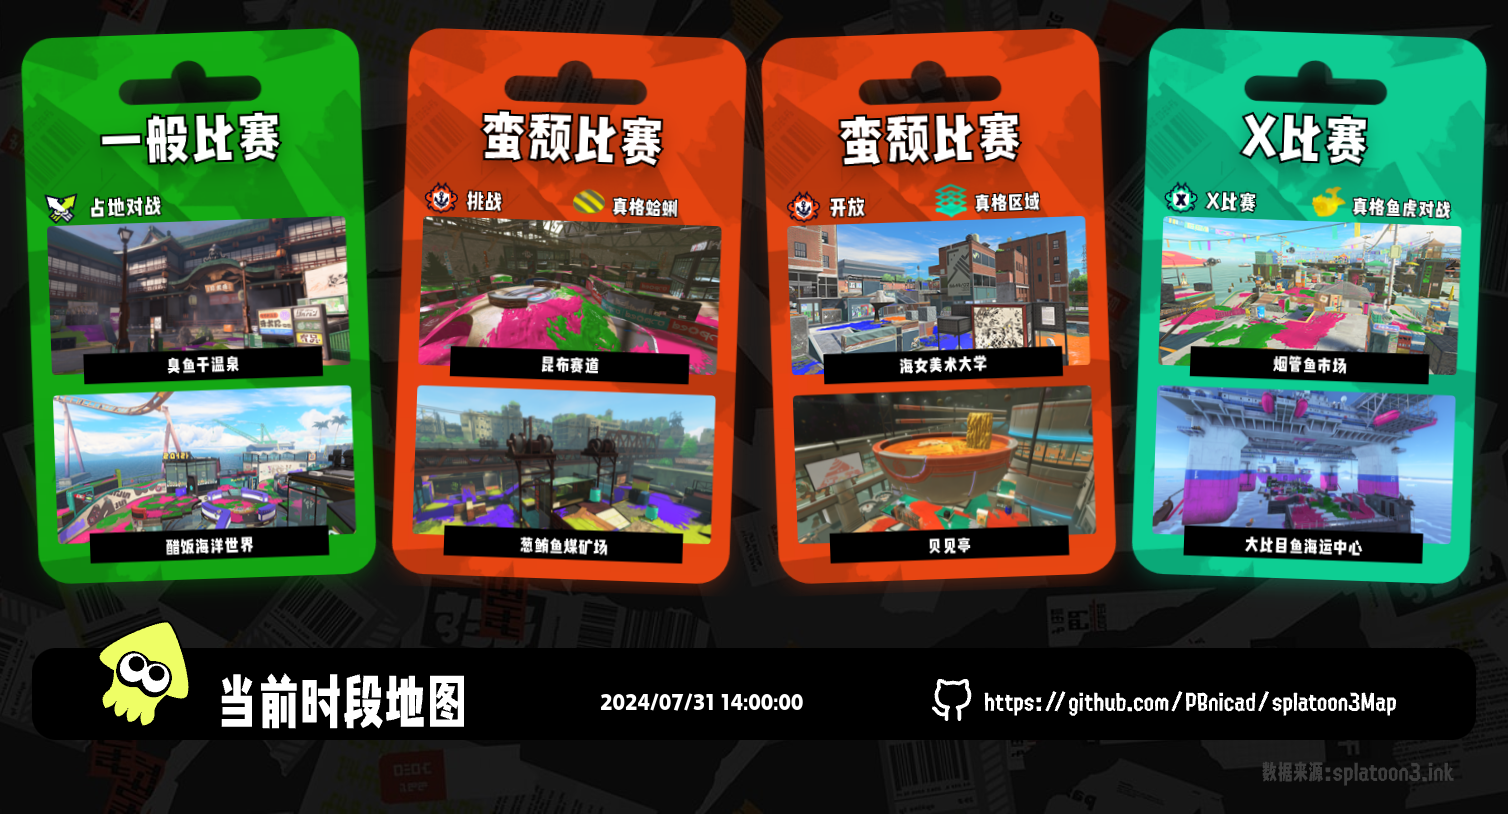 一般比赛
占地对战
臭鱼干温泉
醋饭海洋世界
蛮颓比赛
挑战
真格蛤蜊
昆布赛道
葱鲔鱼煤矿场
蛮颓比赛
开放
真格区域
海女美术大学
贝见亭
X比赛
X比赛
真格鱼虎对战
烟管鱼市场
大比目鱼海运中心
当前时段地图
2024/07/31 14:00:00
https://github.com/PBnicad/splatoon3Map
数据来源:splatoon3.ink